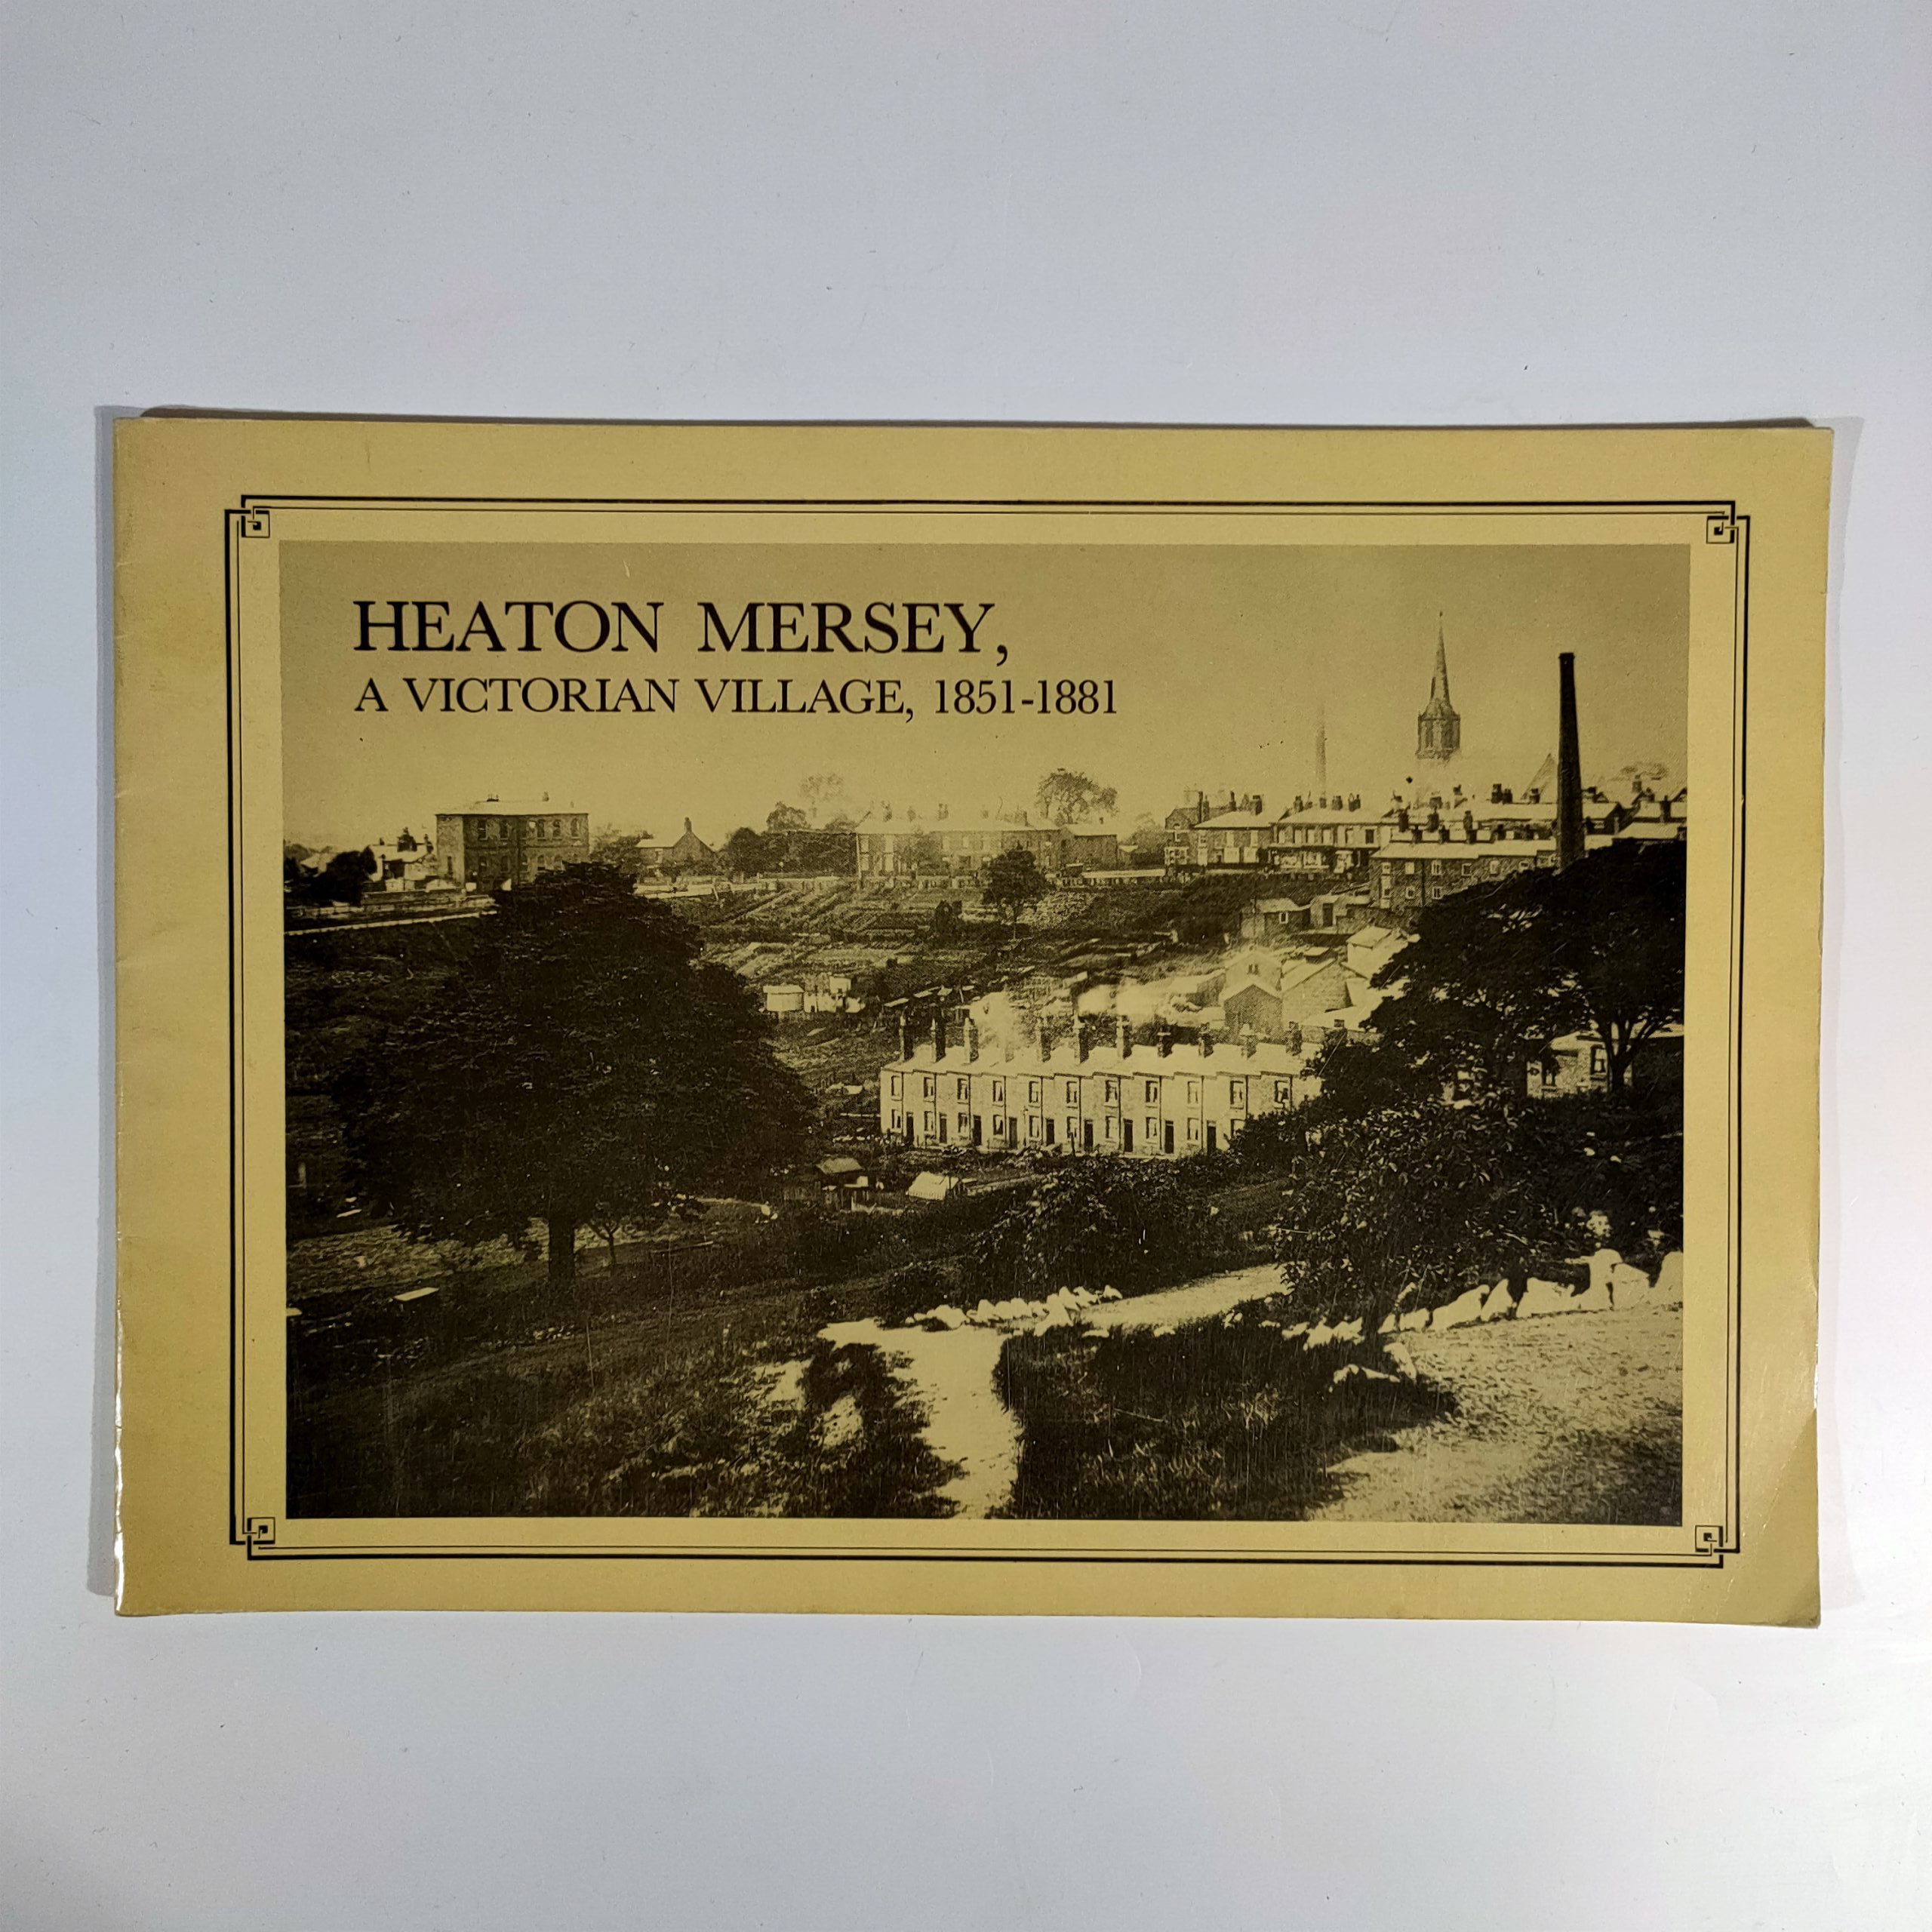 HEATON MERSEY,
A VICTORIAN VILLAGE, 1851-1881